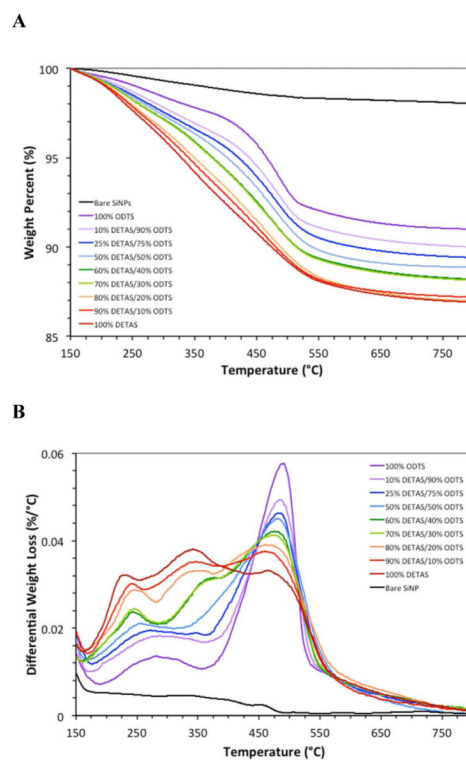 A
100
95
90
85
Weight Percent (%)
Bare SiNPs
100% ODTS
10% DETAS/90% ODTS
25% DETAS/75% ODTS
50% DETAS/50% ODTS
60% DETAS/40% ODTS
70% DETAS/30% ODTS
80% DETAS/20% ODTS
90% DETAS/10% ODTS
100% DETAS
150 250 350 450 550 650 750
Temperature (°C)
B
0.06
0.04
0.02
0
Differential Weight Loss (%/°C)
100% ODTS
10% DETAS/90% ODTS
25% DETAS/75% ODTS
50% DETAS/50% ODTS
60% DETAS/40% ODTS
70% DETAS/30% ODTS
80% DETAS/20% ODTS
90% DETAS/10% ODTS
100% DETAS
Bare SiNP
150 250 350 450 550 650 750
Temperature (°C)